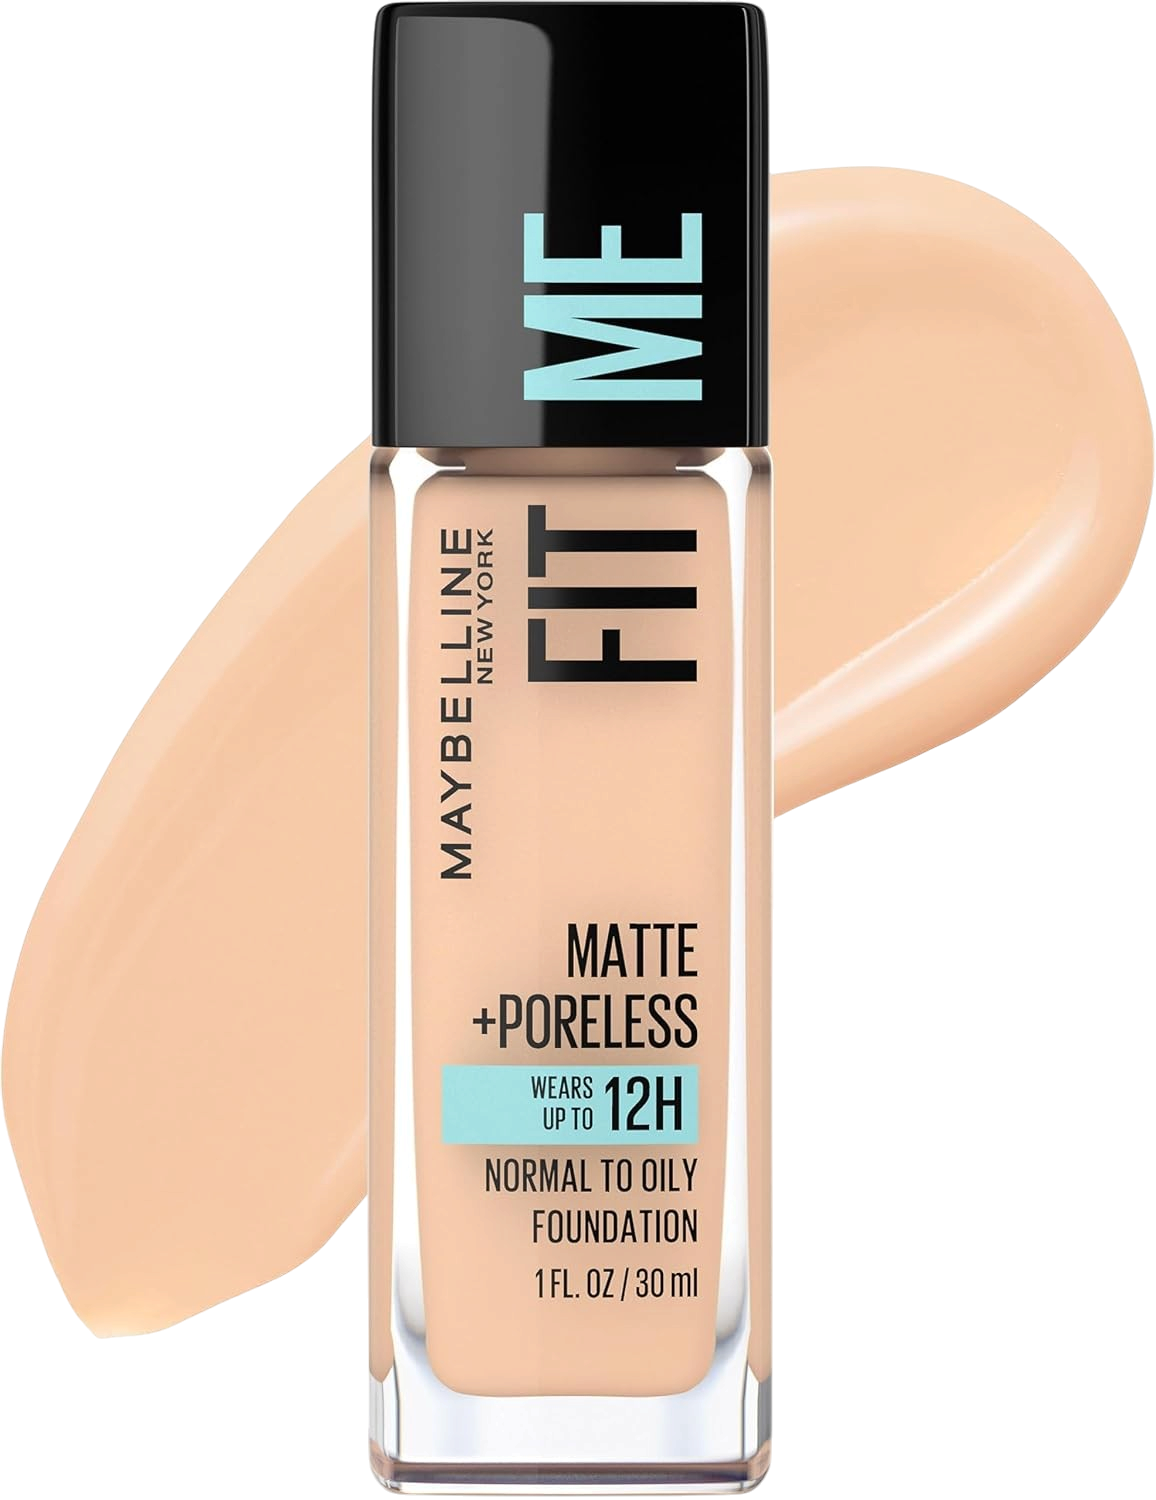 FIT ME
MAYBELLINE
NEW YORK
MATTE
+PORELESS
WEARS
UP TO 12H
NORMAL TO OILY
FOUNDATION
1 FL. OZ / 30 ml